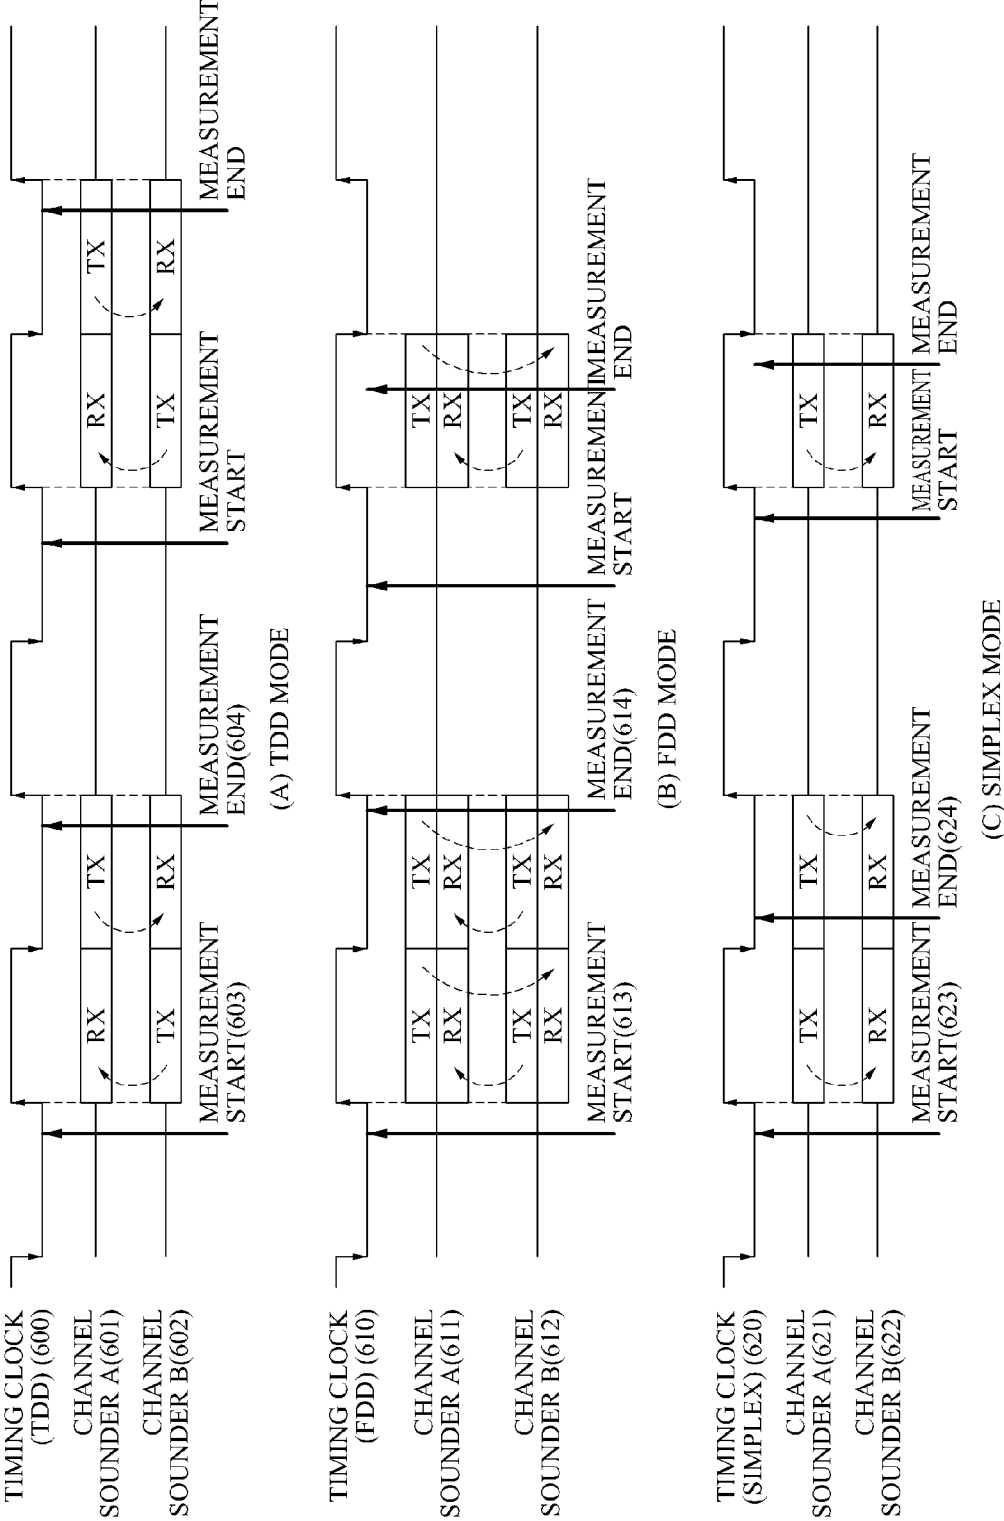 TIMING CLOCK
(TDD) (600)
CHANNEL
SOUNDER A(601)
CHANNEL
SOUNDER B(602)
RX
TX
TX
RX
RX
TX
TX
RX
MEASUREMENT
START(603)
MEASUREMENT
END(604)
MEASUREMENT
START
MEASUREMENT
END
(A) TDD MODE
TIMING CLOCK
(FDD) (610)
CHANNEL
SOUNDER A(611)
CHANNEL
SOUNDER B(612)
TX
RX
TX
RX
TX
RX
TX
RX
TX
RX
TX
RX
MEASUREMENT
START(613)
MEASUREMENT
END(614)
MEASUREMENT
START
MEASUREMENT
END
(B) FDD MODE
TIMING CLOCK
(SIMPLEX) (620)
CHANNEL
SOUNDER A(621)
CHANNEL
SOUNDER B(622)
TX
RX
TX
RX
TX
RX
MEASUREMENT
START(623)
MEASUREMENT
END(624)
MEASUREMENT
START
MEASUREMENT
END
(C) SIMPLEX MODE